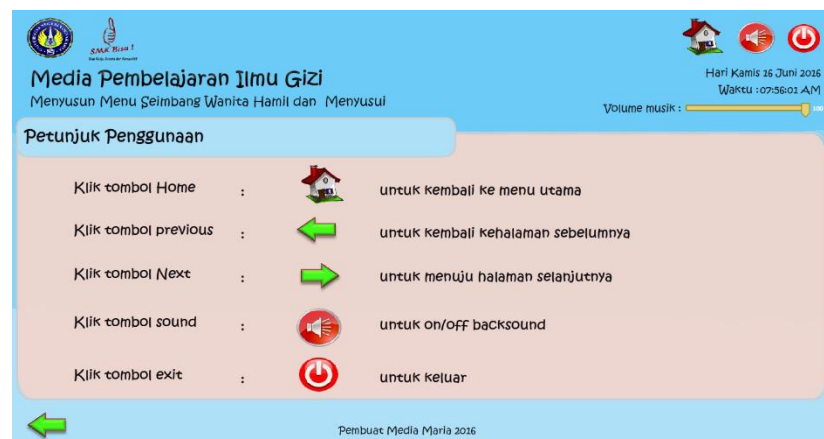 SMK Bisa !
Hari Kamis 16 Juni 2016
Waktu :07:56:01 AM
Media Pembelajaran Ilmu Gizi
Menyusun Menu Seimbang Wanita Hamil dan Menyusui
Volume musik :
100
Petunjuk Penggunaan
Klik tombol Home : untuk kembali ke menu utama
Klik tombol previous : untuk kembali kehalaman sebelumnya
Klik tombol Next : untuk menuju halaman selanjutnya
Klik tombol sound : untuk on/off backsound
Klik tombol exit : untuk keluar
Pembuat Media Maria 2016